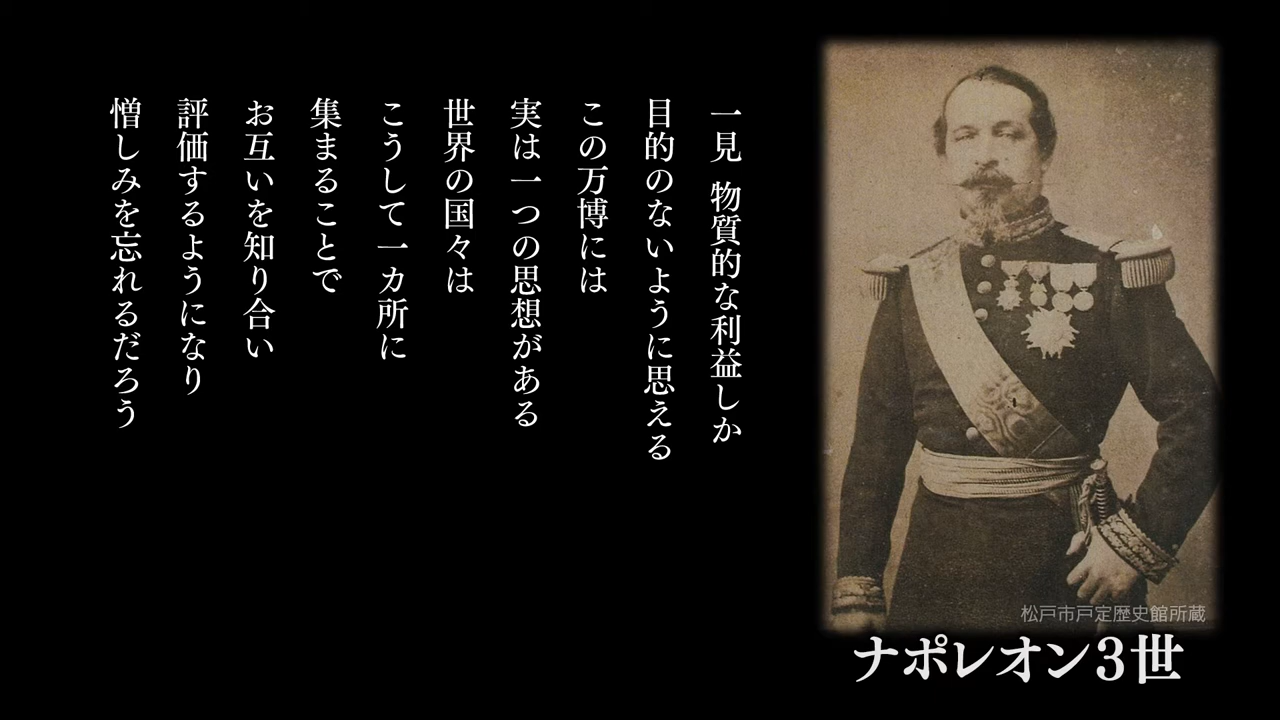 一見 物質的な利益しか
目的のないように思える
この万博には
実は一つの思想がある
世界の国々は
こうして一カ所に
集まることで
お互いを知り合い
評価するようになり
憎しみを忘れるだろう
松戸市戸定歴史館所蔵
ナポレオン3世